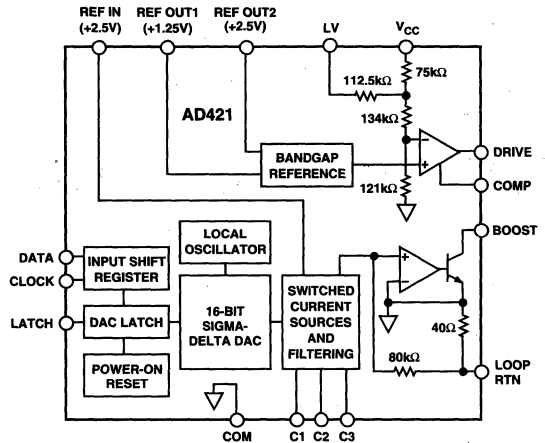 REF IN
(+2.5V)
REF OUT1
(+1.25V)
REF OUT2
(+2.5V)
LV
VCC
112.5kΩ
75kΩ
AD421
134kΩ
BANDGAP
REFERENCE
−
+
121kΩ
DRIVE
COMP
BOOST
DATA
CLOCK
LATCH
INPUT SHIFT
REGISTER
DAC LATCH
POWER-ON
RESET
LOCAL
OSCILLATOR
16-BIT
SIGMA-
DELTA DAC
SWITCHED
CURRENT
SOURCES
AND
FILTERING
+
−
40Ω
80kΩ
LOOP
RTN
COM
C1
C2
C3